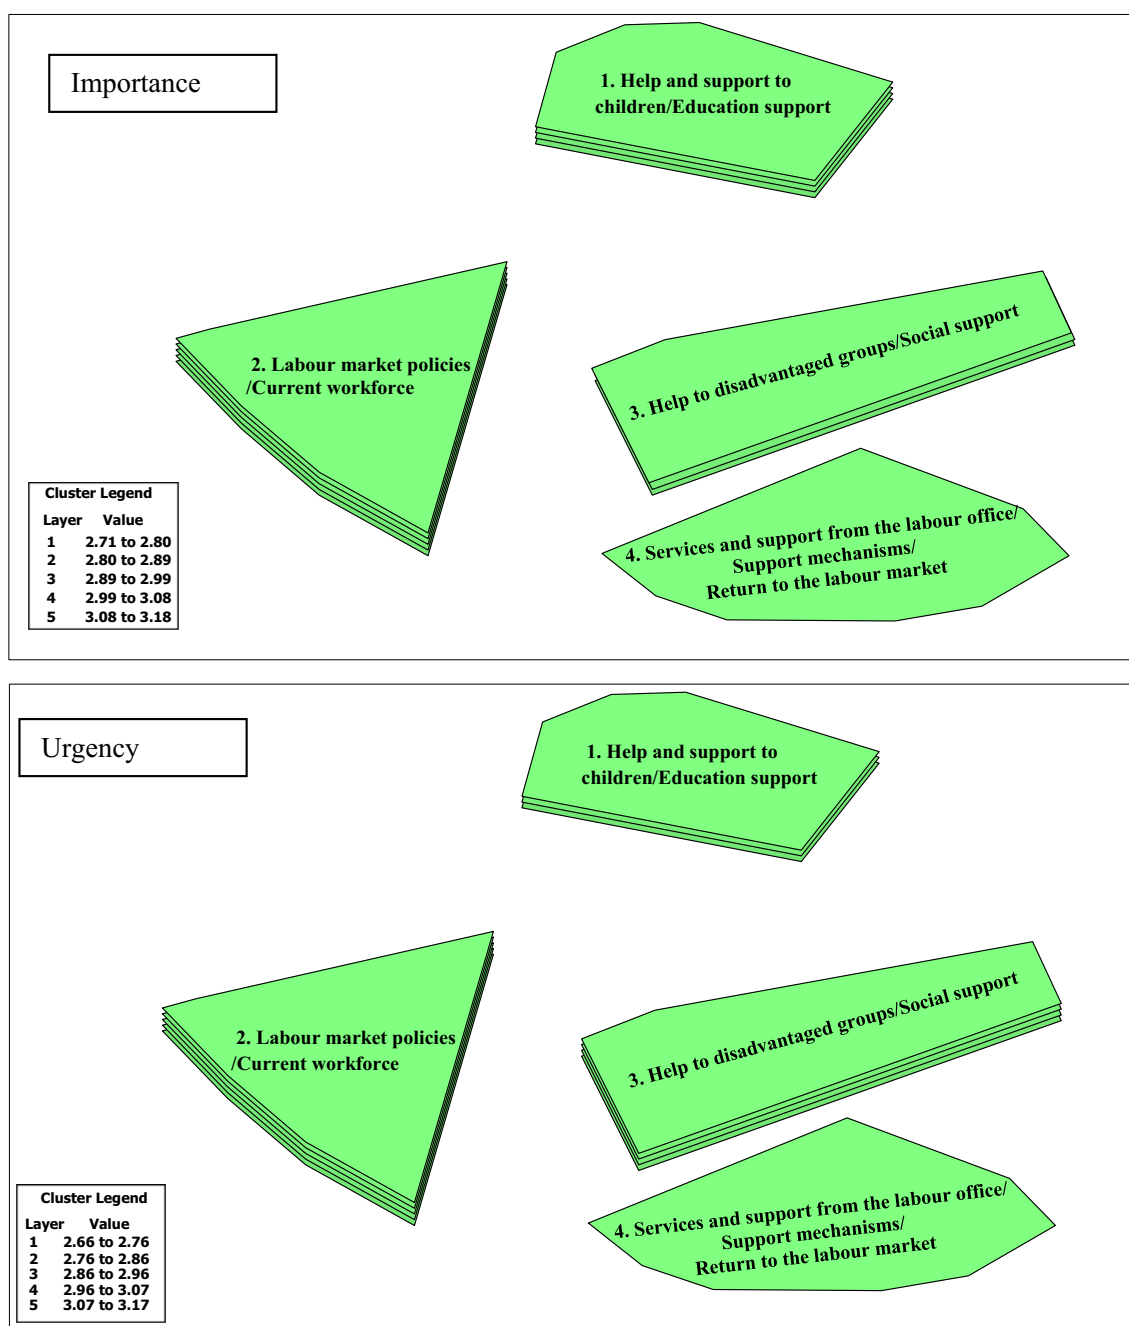 Importance
1. Help and support to
children/Education support
2. Labour market policies
/Current workforce
3. Help to disadvantaged groups/Social support
4. Services and support from the labour office/
Support mechanisms/
Return to the labour market
Cluster Legend
Layer Value
1 2.71 to 2.80
2 2.80 to 2.89
3 2.89 to 2.99
4 2.99 to 3.08
5 3.08 to 3.18
Urgency
1. Help and support to
children/Education support
2. Labour market policies
/Current workforce
3. Help to disadvantaged groups/Social support
4. Services and support from the labour office/
Support mechanisms/
Return to the labour market
Cluster Legend
Layer Value
1 2.66 to 2.76
2 2.76 to 2.86
3 2.86 to 2.96
4 2.96 to 3.07
5 3.07 to 3.17